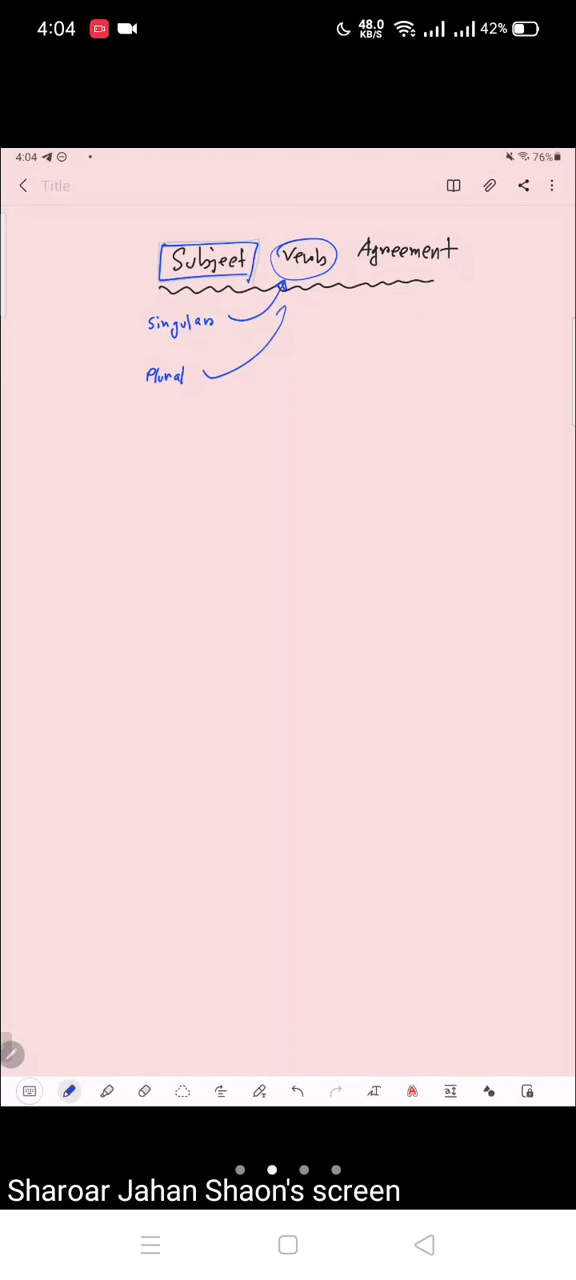 4:04 48.0 KB/S 42%
4:04 76%
Title
Subject Verb Agreement
Singular
Plural
Sharoar Jahan Shaon's screen